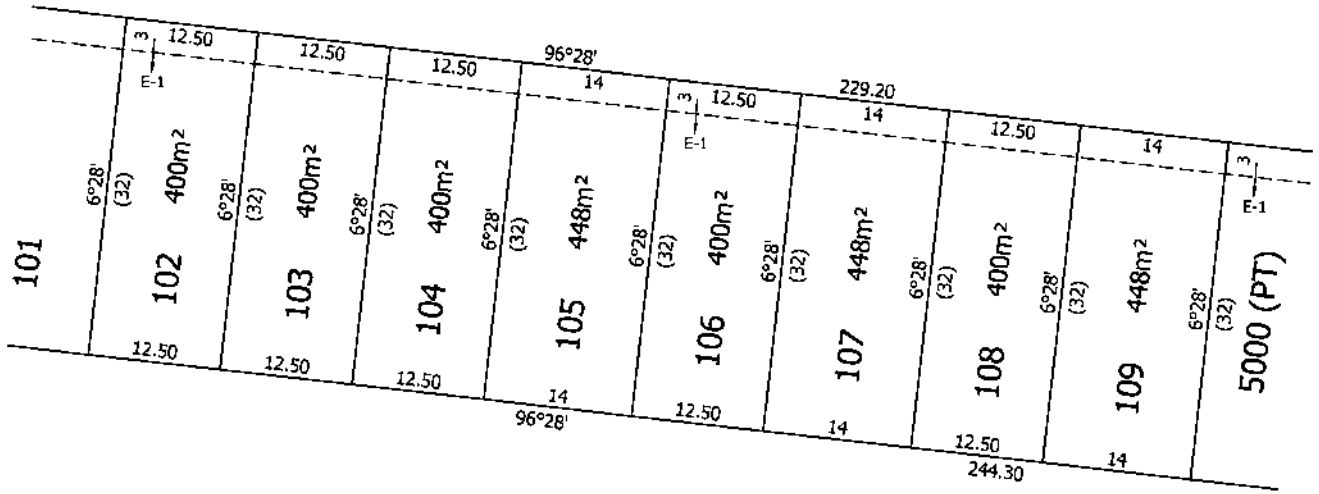 3 12.50 12.50 12.50 96°28' 14 3 12.50 229.20 14 12.50 14 3
E-1 E-1 E-1
400m² 400m² 400m² 448m² 400m² 448m² 400m² 448m²
6°28' (32) 6°28' (32) 6°28' (32) 6°28' (32) 6°28' (32) 6°28' (32) 6°28' (32) 6°28' (32) 6°28' (32)
101 102 103 104 105 106 107 108 109 5000 (PT)
12.50 12.50 12.50 14 12.50 14 12.50 14
96°28' 244.30